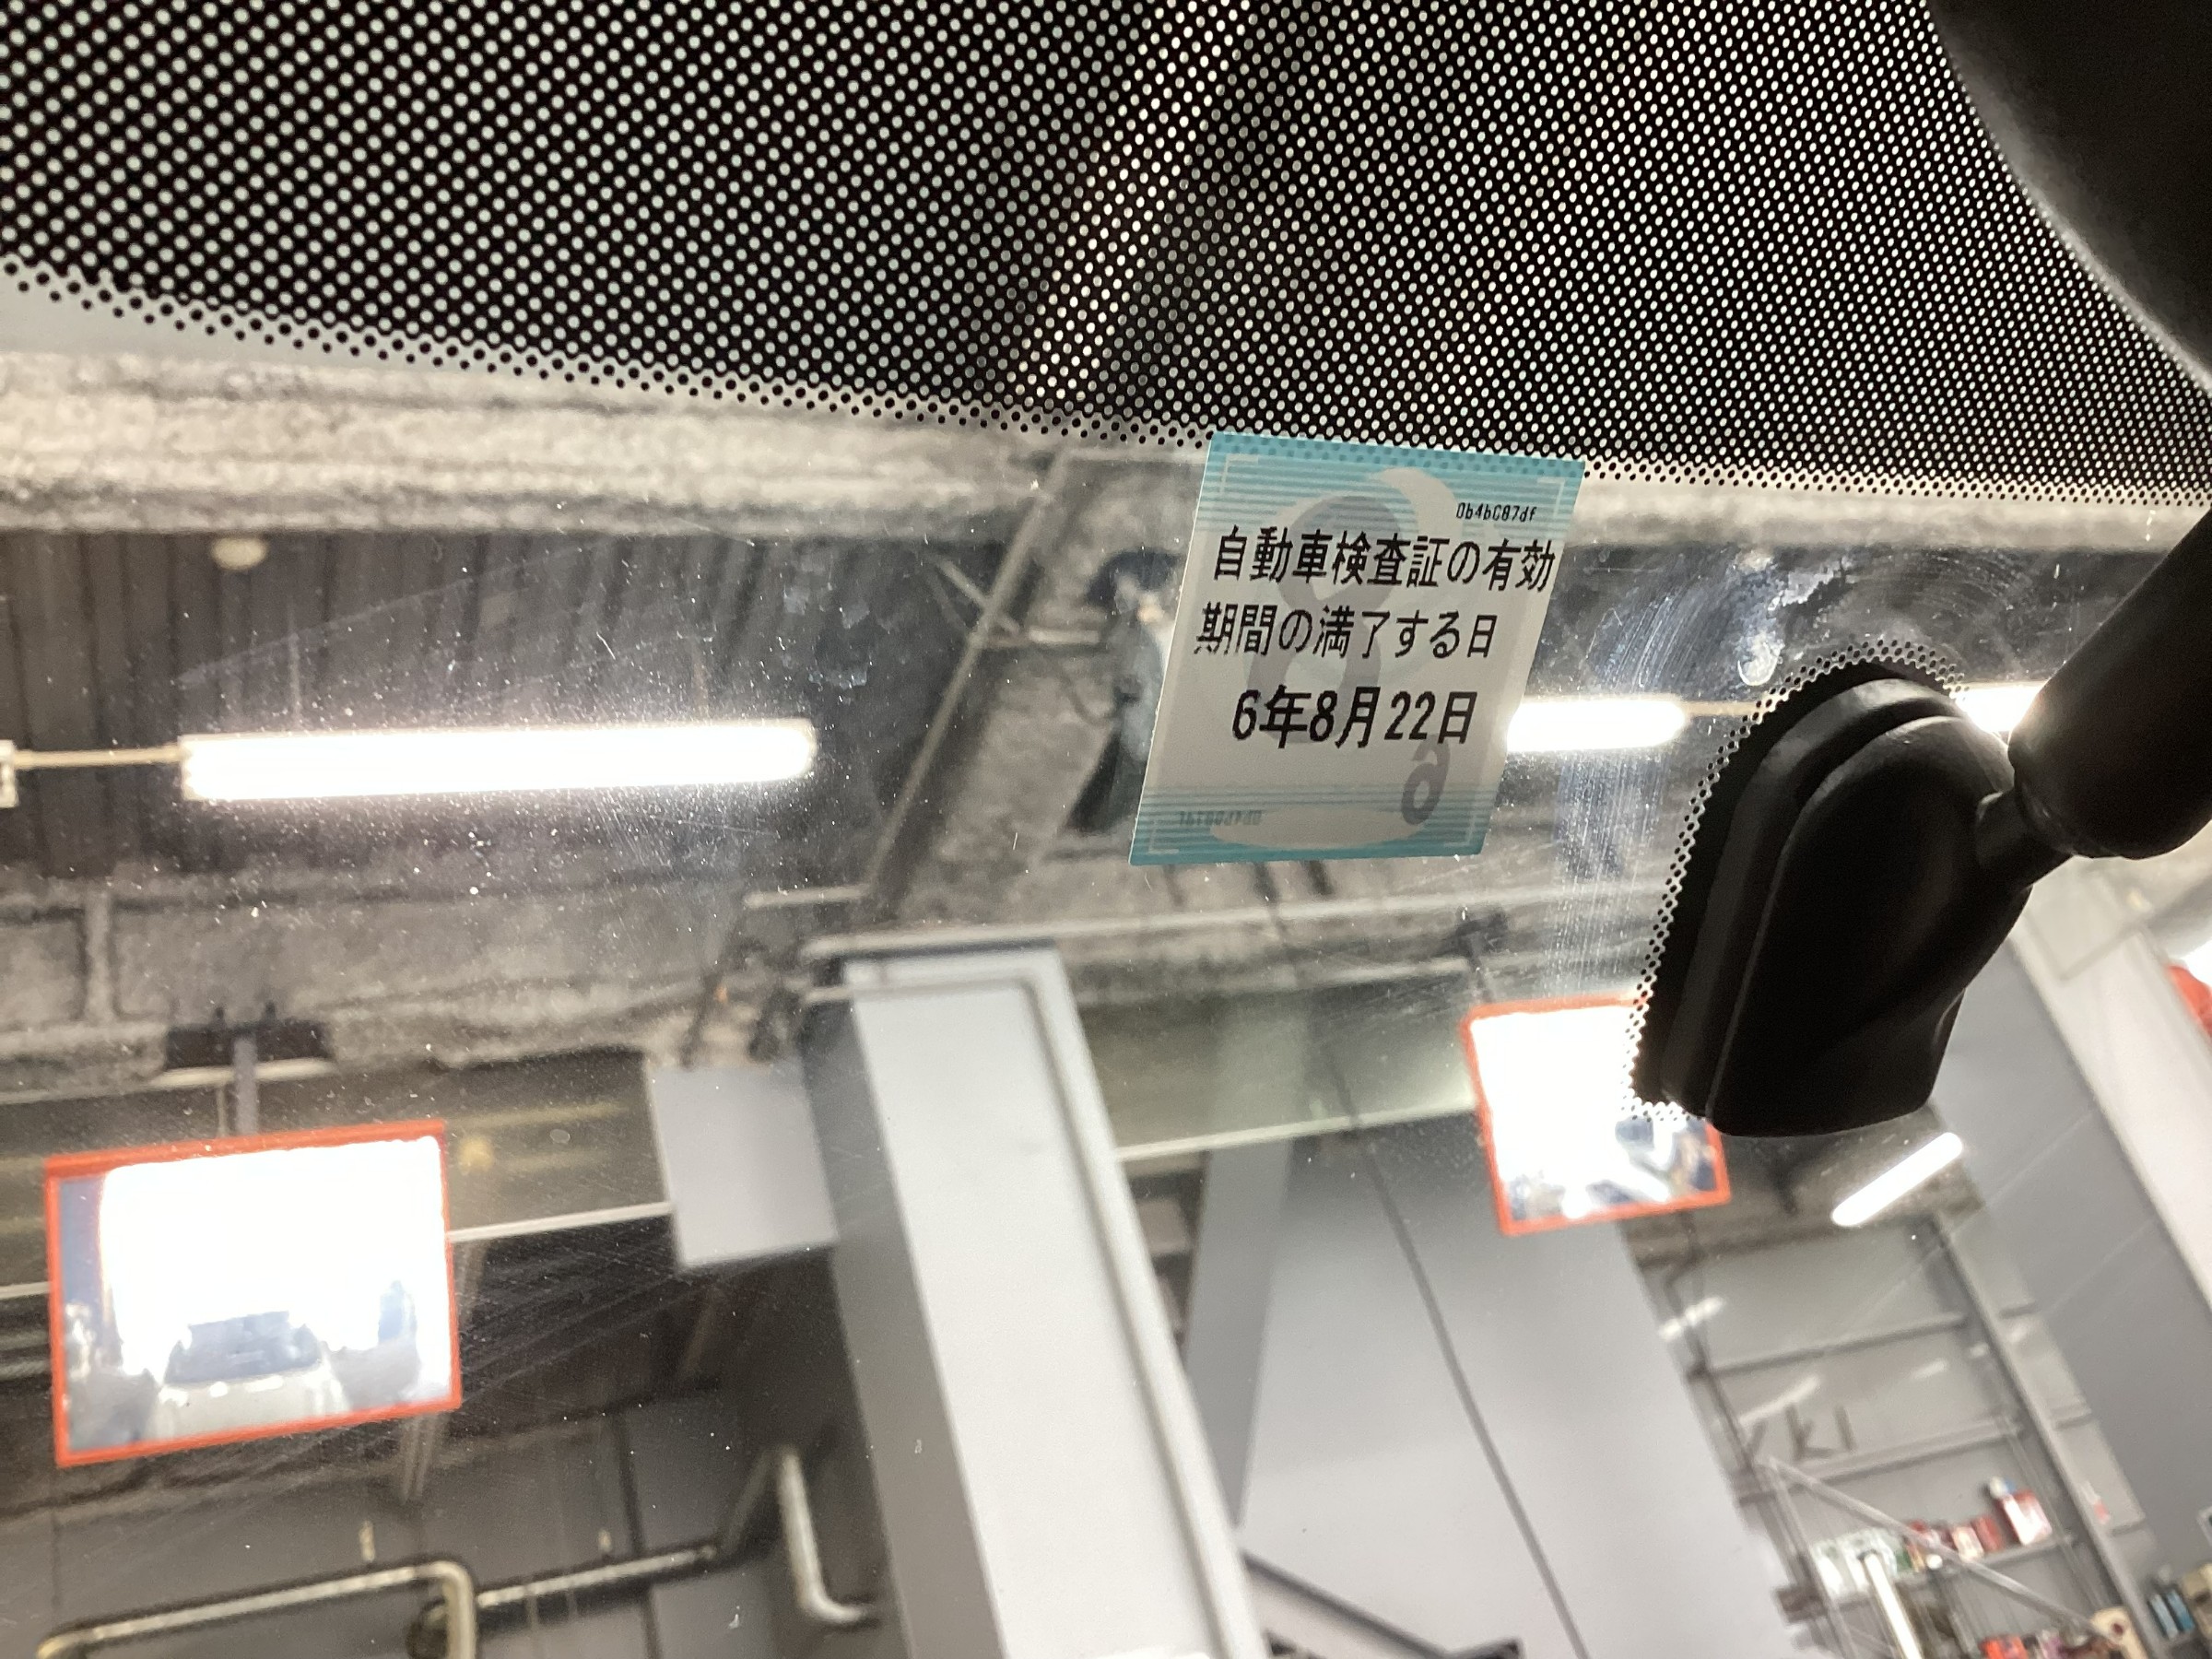 0b4b087df
自動車検査証の有効
期間の満了する日
6年8月22日